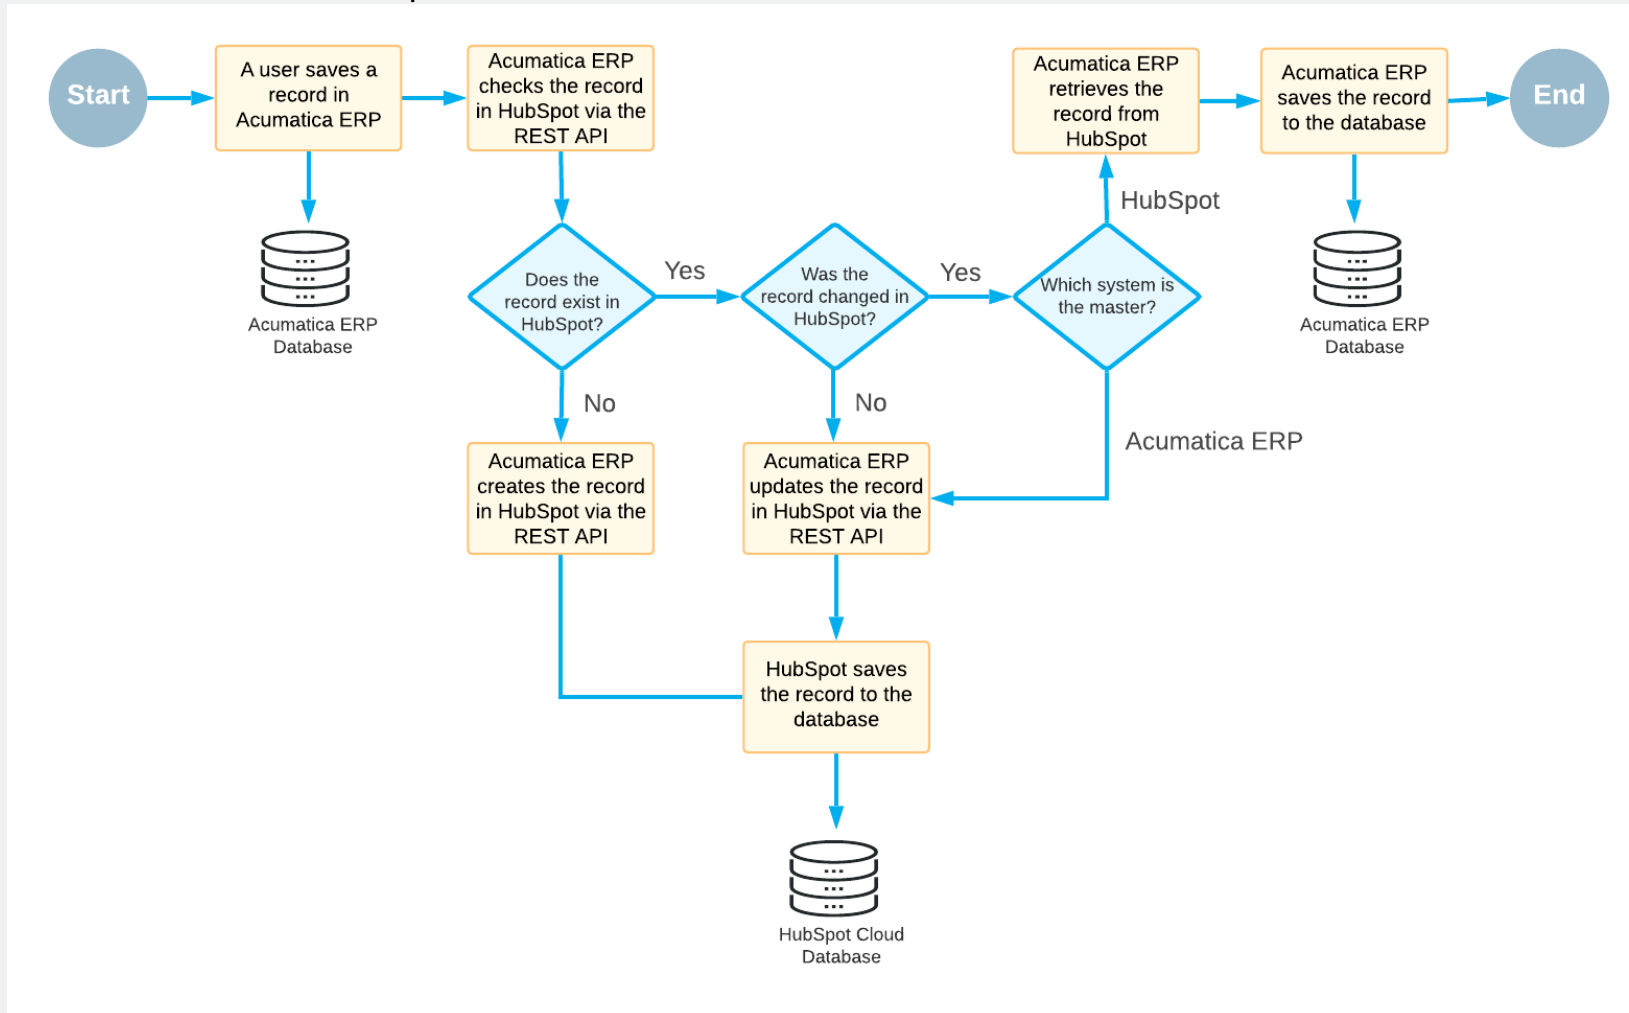 Start
A user saves a
record in
Acumatica ERP
Acumatica ERP
checks the record
in HubSpot via the
REST API
Acumatica ERP
retrieves the
record from
HubSpot
Acumatica ERP
saves the record
to the database
End
HubSpot
Acumatica ERP
Database
Does the
record exist in
HubSpot?
Yes
Was the
record changed in
HubSpot?
Yes
Which system is
the master?
Acumatica ERP
Database
No
No
Acumatica ERP
Acumatica ERP
creates the record
in HubSpot via the
REST API
Acumatica ERP
updates the record
in HubSpot via the
REST API
HubSpot saves
the record to the
database
HubSpot Cloud
Database